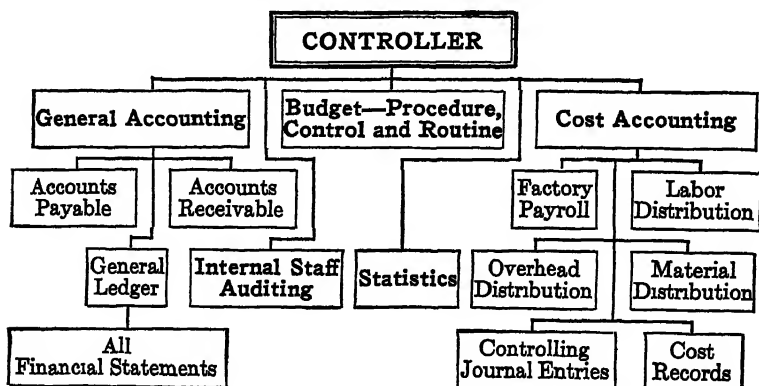 CONTROLLER
General Accounting
Budget—Procedure,
Control and Routine
Cost Accounting
Accounts
Payable
Accounts
Receivable
Factory
Payroll
Labor
Distribution
General
Ledger
Internal Staff
Auditing
Statistics
Overhead
Distribution
Material
Distribution
All
Financial Statements
Controlling
Journal Entries
Cost
Records